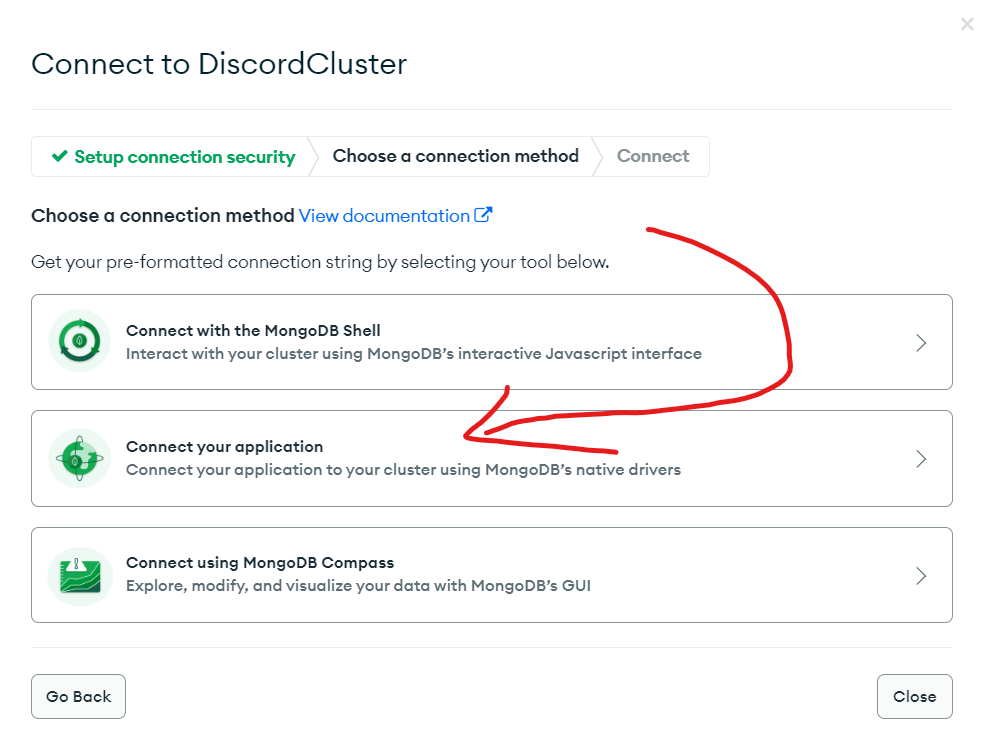 Connect to DiscordCluster
Setup connection security Choose a connection method Connect
Choose a connection method View documentation
Get your pre-formatted connection string by selecting your tool below.
Connect with the MongoDB Shell
Interact with your cluster using MongoDB's interactive Javascript interface
Connect your application
Connect your application to your cluster using MongoDB's native drivers
Connect using MongoDB Compass
Explore, modify, and visualize your data with MongoDB's GUI
Go Back Close